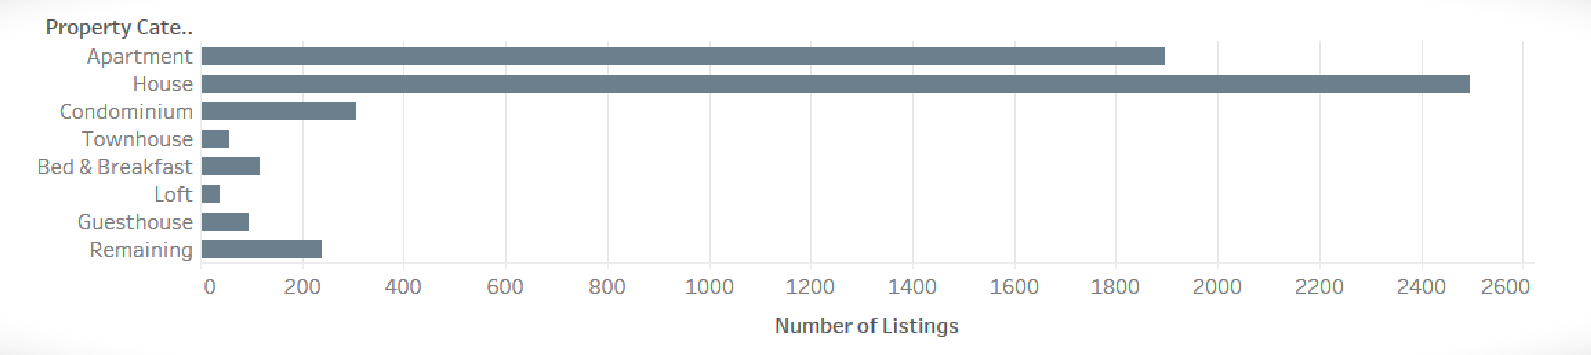 Property Cate..
Apartment
House
Condominium
Townhouse
Bed & Breakfast
Loft
Guesthouse
Remaining
0 200 400 600 800 1000 1200 1400 1600 1800 2000 2200 2400 2600
Number of Listings